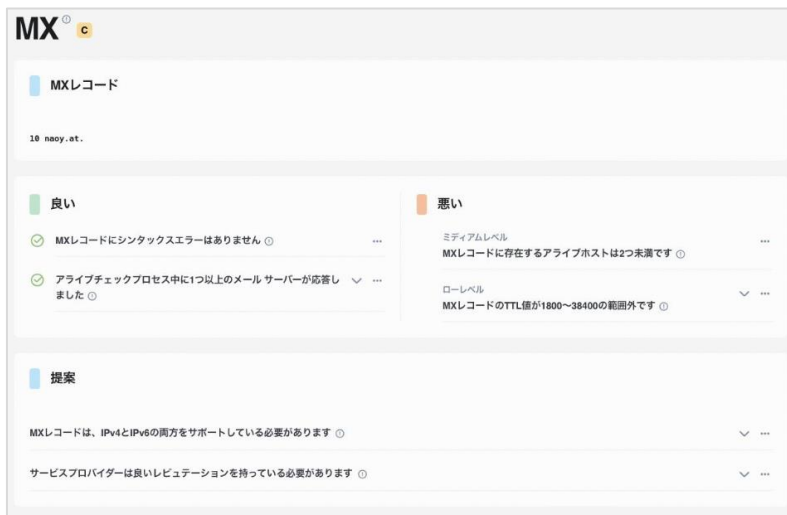 MX
C
MXレコード
10 naoy.at.
良い
MXレコードにシンタックスエラーはありません
アライブチェックプロセス中に1つ以上のメール サーバーが応答し
ました
悪い
ミディアムレベル
MXレコードに存在するアライブホストは2つ未満です
ローレベル
MXレコードのTTL値が1800〜38400の範囲外です
提案
MXレコードは、IPv4とIPv6の両方をサポートしている必要があります
サービスプロバイダーは良いレピュテーションを持っている必要があります